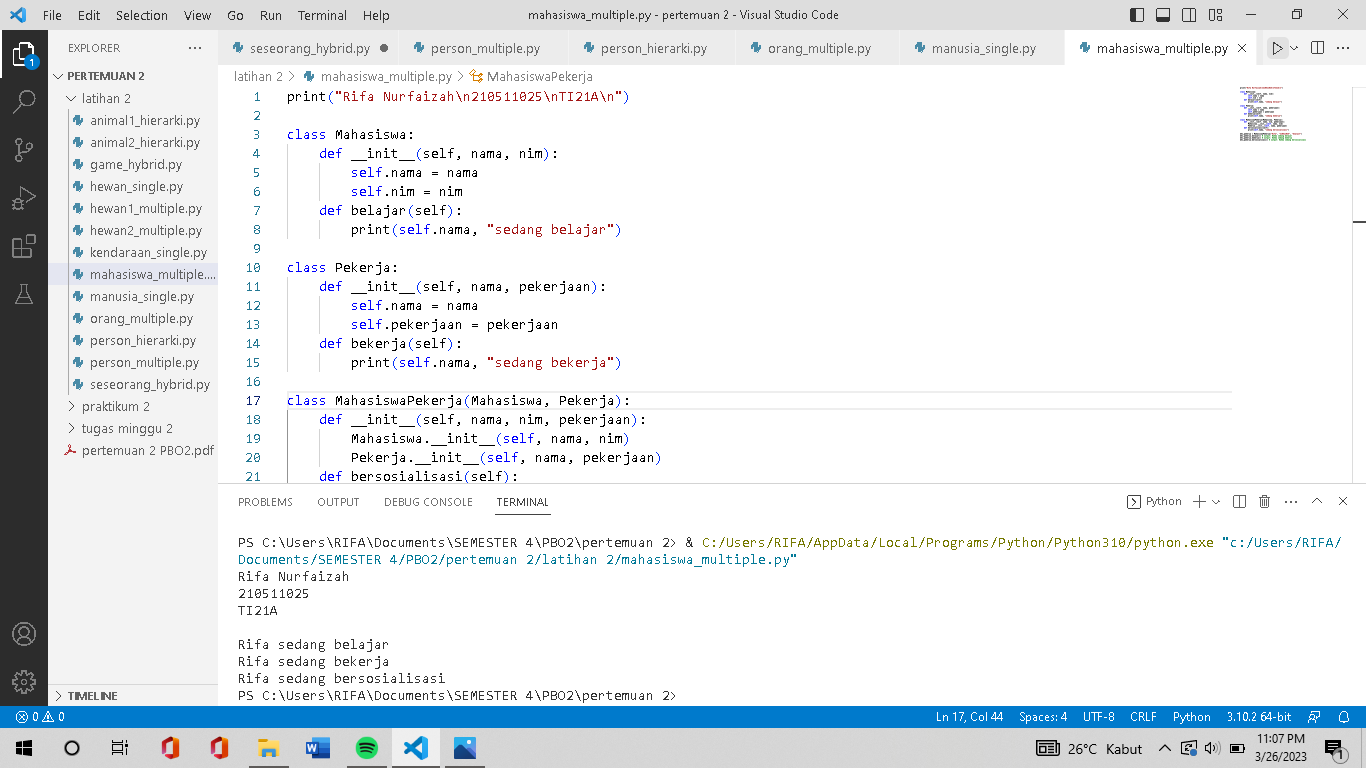 File Edit Selection View Go Run Terminal Help
mahasiswa_multiple.py - pertemuan 2 - Visual Studio Code
EXPLORER
PERTEMUAN 2
latihan 2
animal1_hierarki.py
animal2_hierarki.py
game_hybrid.py
hewan_single.py
hewan1_multiple.py
hewan2_multiple.py
kendaraan_single.py
mahasiswa_multiple....
manusia_single.py
orang_multiple.py
person_hierarki.py
person_multiple.py
seseorang_hybrid.py
praktikum 2
tugas minggu 2
pertemuan 2 PBO2.pdf
TIMELINE
1
seseorang_hybrid.py person_multiple.py person_hierarki.py orang_multiple.py manusia_single.py mahasiswa_multiple.py
latihan 2 > mahasiswa_multiple.py > MahasiswaPekerja
1 print("Rifa Nurfaizah\n210511025\nTI21A\n")
2
3 class Mahasiswa:
4     def __init__(self, nama, nim):
5         self.nama = nama
6         self.nim = nim
7     def belajar(self):
8         print(self.nama, "sedang belajar")
9
10 class Pekerja:
11     def __init__(self, nama, pekerjaan):
12         self.nama = nama
13         self.pekerjaan = pekerjaan
14     def bekerja(self):
15         print(self.nama, "sedang bekerja")
16
17 class MahasiswaPekerja(Mahasiswa, Pekerja):
18     def __init__(self, nama, nim, pekerjaan):
19         Mahasiswa.__init__(self, nama, nim)
20         Pekerja.__init__(self, nama, pekerjaan)
21     def bersosialisasi(self):
PROBLEMS OUTPUT DEBUG CONSOLE TERMINAL
Python
PS C:\Users\RIFA\Documents\SEMESTER 4\PBO2\pertemuan 2> & C:/Users/RIFA/AppData/Local/Programs/Python/Python310/python.exe "c:/Users/RIFA/
Documents/SEMESTER 4/PBO2/pertemuan 2/latihan 2/mahasiswa_multiple.py"
Rifa Nurfaizah
210511025
TI21A
Rifa sedang belajar
Rifa sedang bekerja
Rifa sedang bersosialisasi
PS C:\Users\RIFA\Documents\SEMESTER 4\PBO2\pertemuan 2>
0 0
Ln 17, Col 44 Spaces: 4 UTF-8 CRLF Python 3.10.2 64-bit
26°C Kabut
11:07 PM
3/26/2023
1